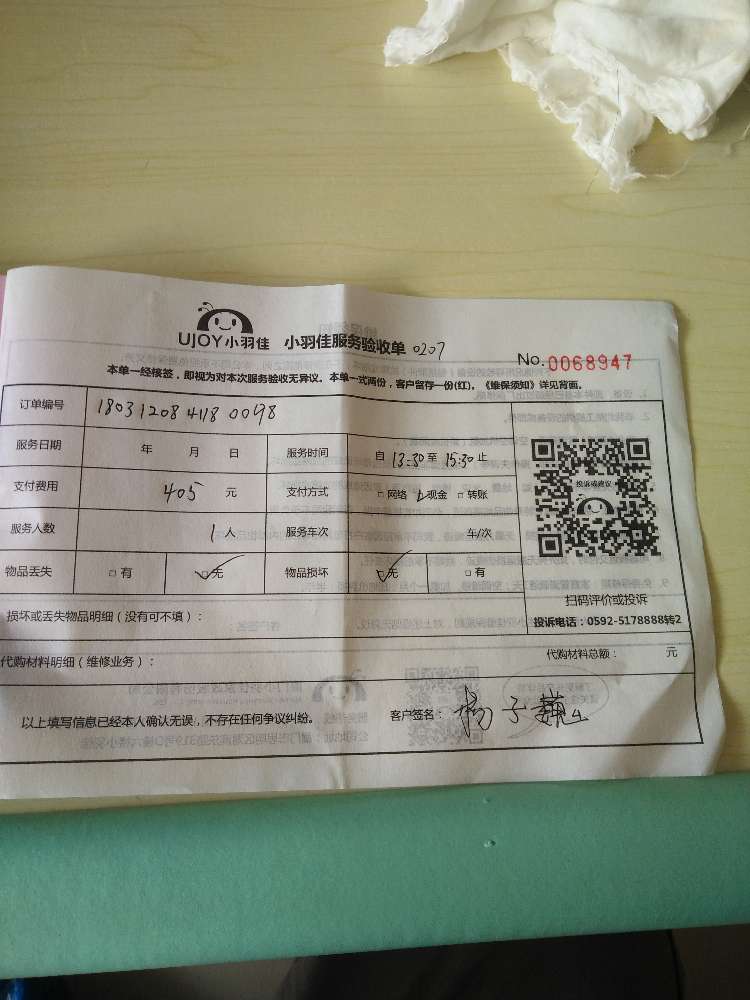 UJOY小羽佳 小羽佳服务验收单 0207
No. 0068947
本单一经核签，即视为对本次服务验收无异议。本单一式两份，客户留存一份(红)。《维保须知》详见背面。
订单编号 180312084118 0098
服务日期 年 月 日 服务时间 自 13:30 至 15:30 止
支付费用 405 元 支付方式 □网络 □现金 □转账
服务人数 1 人 服务车次 车/次
物品丢失 □有 □无 物品损坏 □无 □有
投诉或建议
扫码评价或投诉
投诉电话：0592-5178888转2
损坏或丢失物品明细（没有可不填）：
代购材料明细（维修业务）： 代购材料总额： 元
以上填写信息已经本人确认无误，不存在任何争议纠纷。 客户签名： 杨子